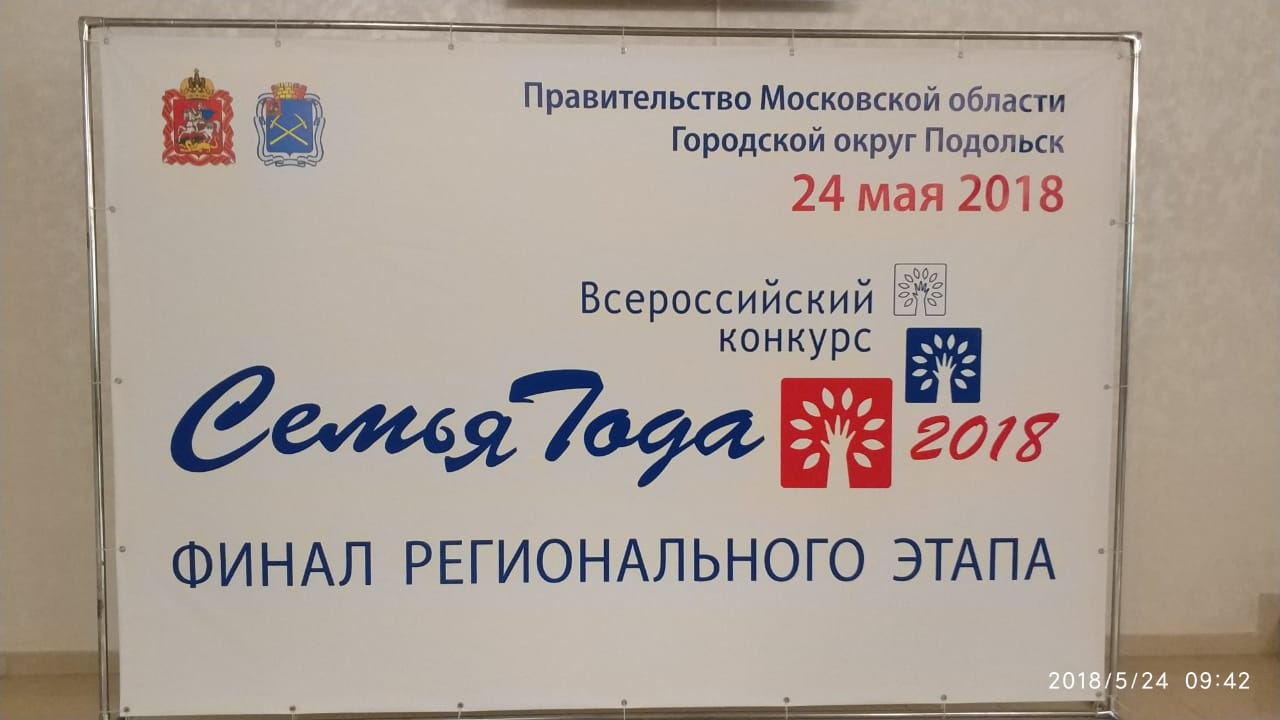 Правительство Московской области
Городской округ Подольск
24 мая 2018
Всероссийский
конкурс
Семья Года 2018
ФИНАЛ РЕГИОНАЛЬНОГО ЭТАПА
2018/5/24 09:42